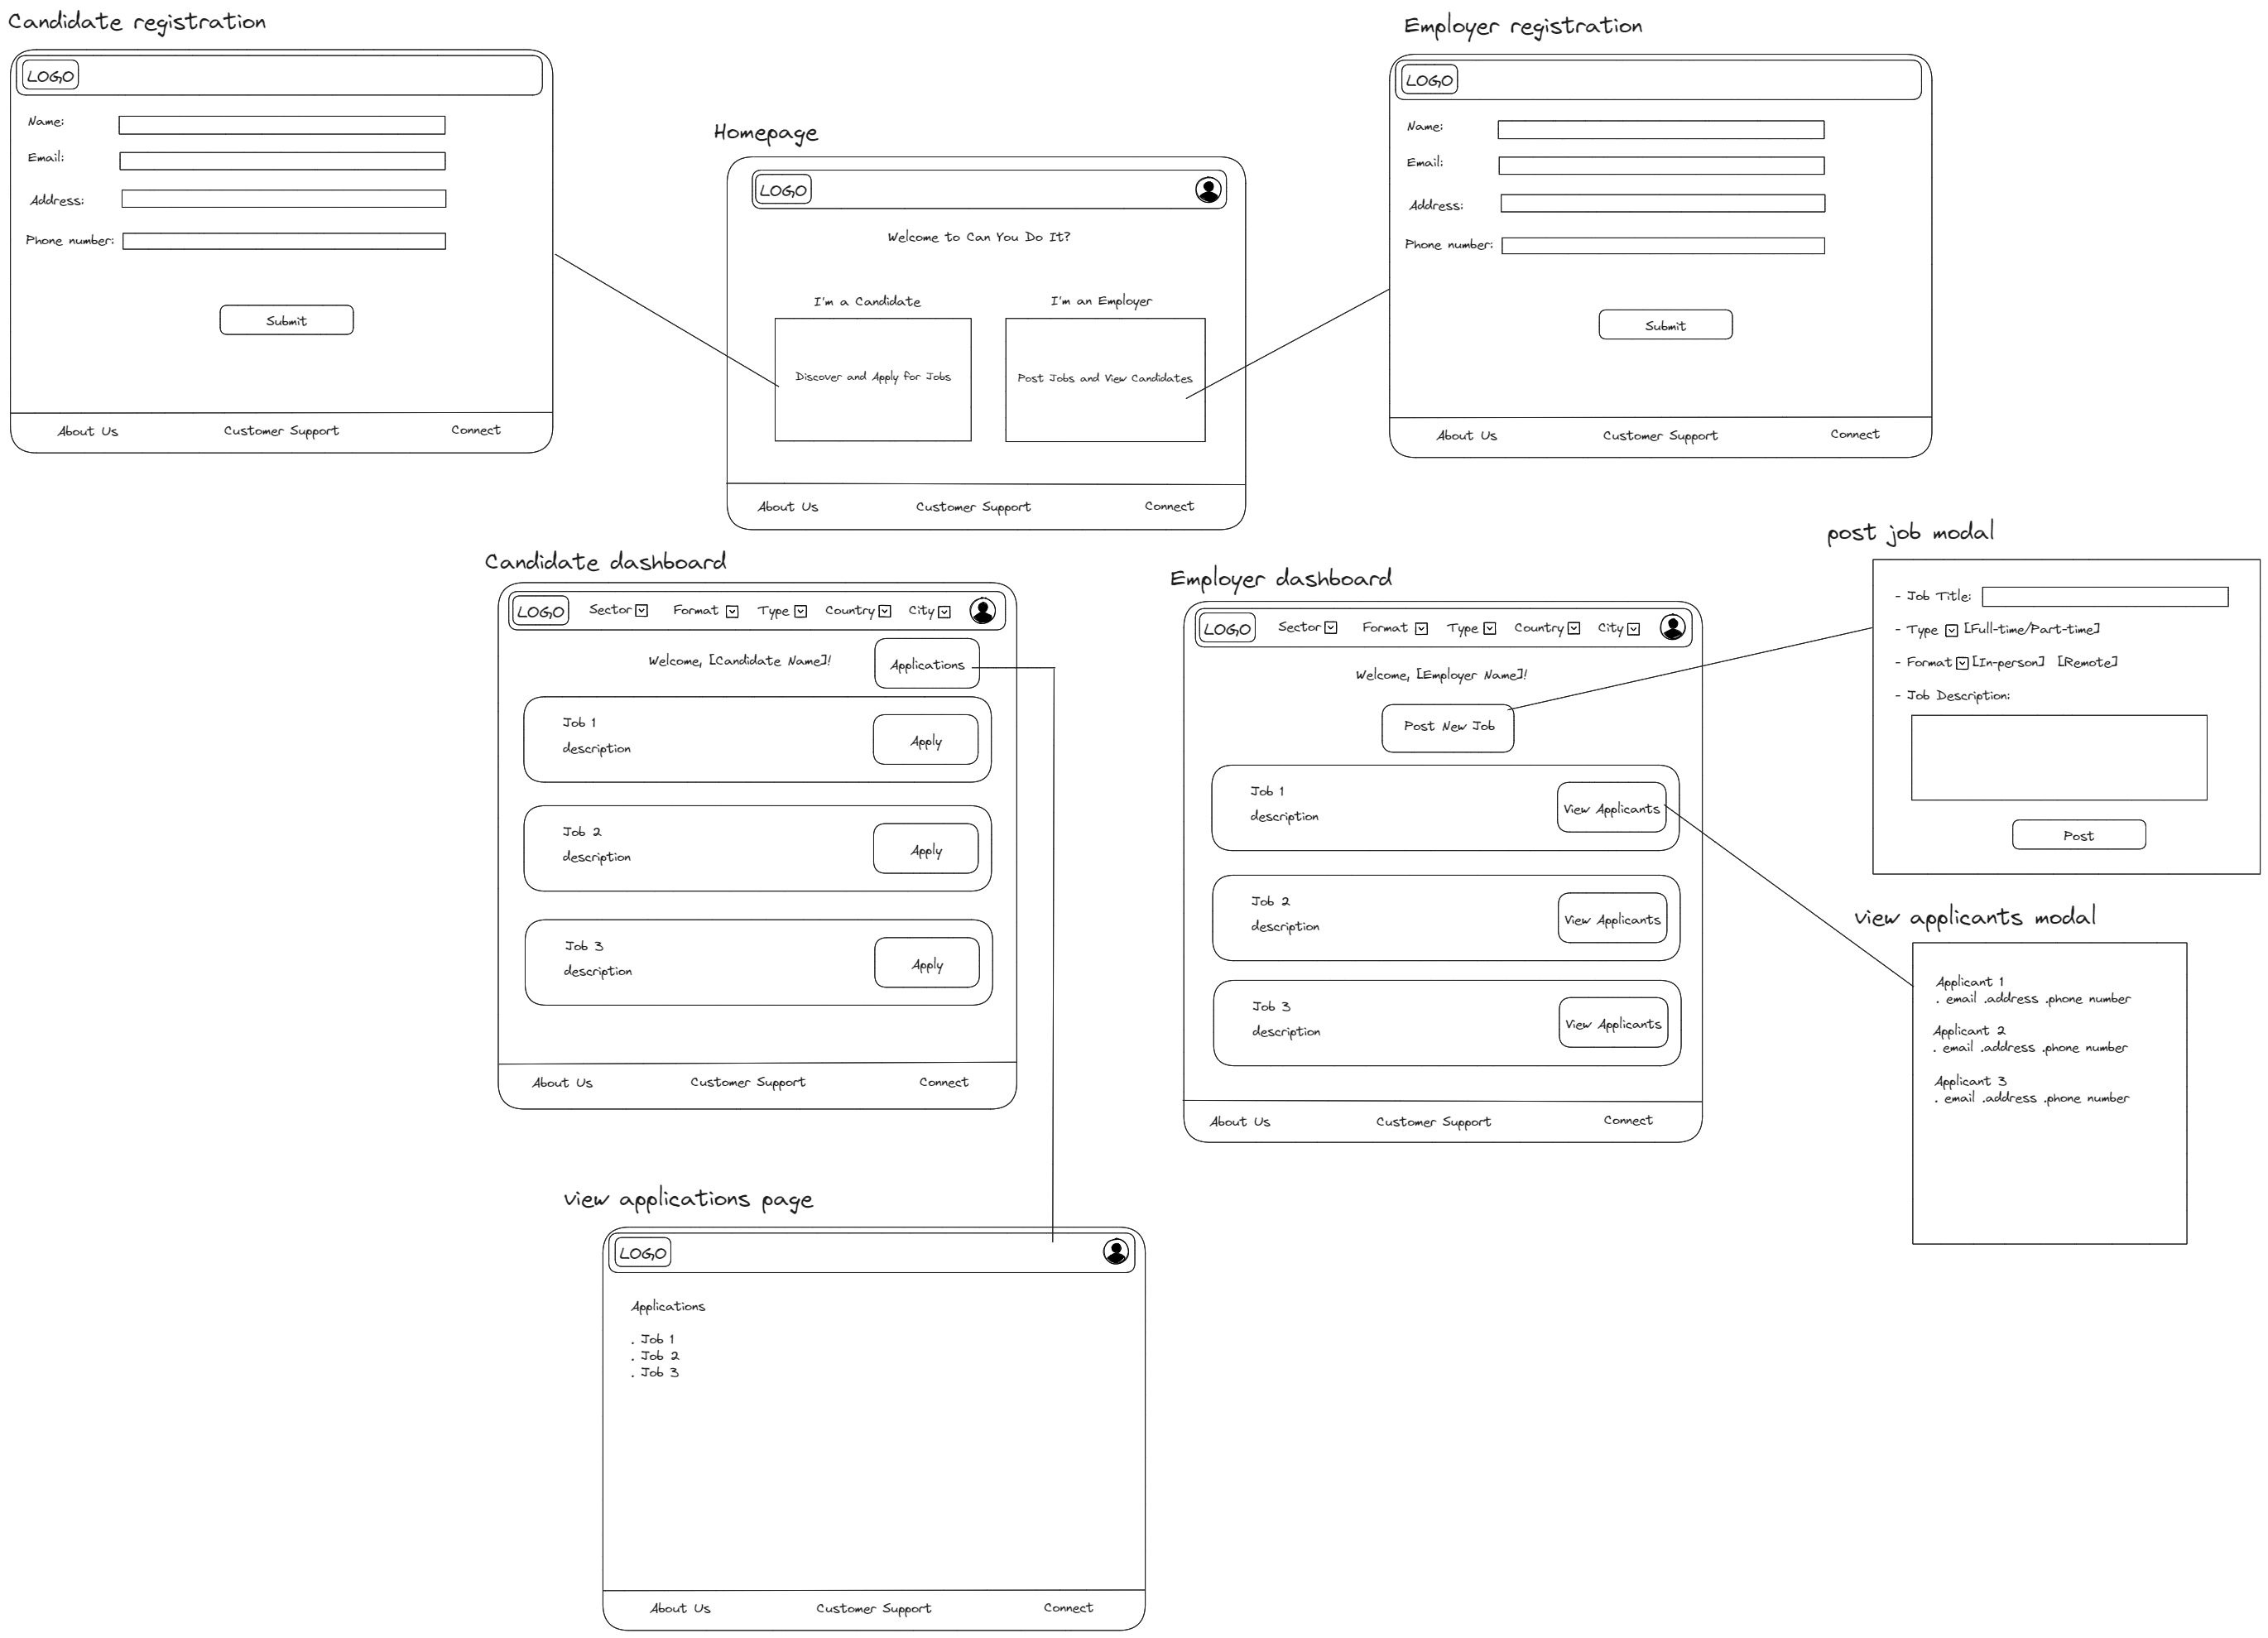 Candidate registration
LOGO
Name:
Email:
Address:
Phone number:
Submit
About Us
Customer Support
Connect
Homepage
LOGO
Welcome to Can You Do It?
I'm a Candidate
I'm an Employer
Discover and Apply for Jobs
Post Jobs and View Candidates
About Us
Customer Support
Connect
Employer registration
LOGO
Name:
Email:
Address:
Phone number:
Submit
About Us
Customer Support
Connect
Candidate dashboard
LOGO
Sector
Format
Type
Country
City
Welcome, [Candidate Name]!
Applications
Job 1
description
Apply
Job 2
description
Apply
Job 3
description
Apply
About Us
Customer Support
Connect
Employer dashboard
LOGO
Sector
Format
Type
Country
City
Welcome, [Employer Name]!
Post New Job
Job 1
description
View Applicants
Job 2
description
View Applicants
Job 3
description
View Applicants
About Us
Customer Support
Connect
post job modal
- Job Title:
- Type [Full-time/Part-time]
- Format [In-person] [Remote]
- Job Description:
Post
view applicants modal
Applicant 1
. email .address .phone number
Applicant 2
. email .address .phone number
Applicant 3
. email .address .phone number
view applications page
LOGO
Applications
. Job 1
. Job 2
. Job 3
About Us
Customer Support
Connect